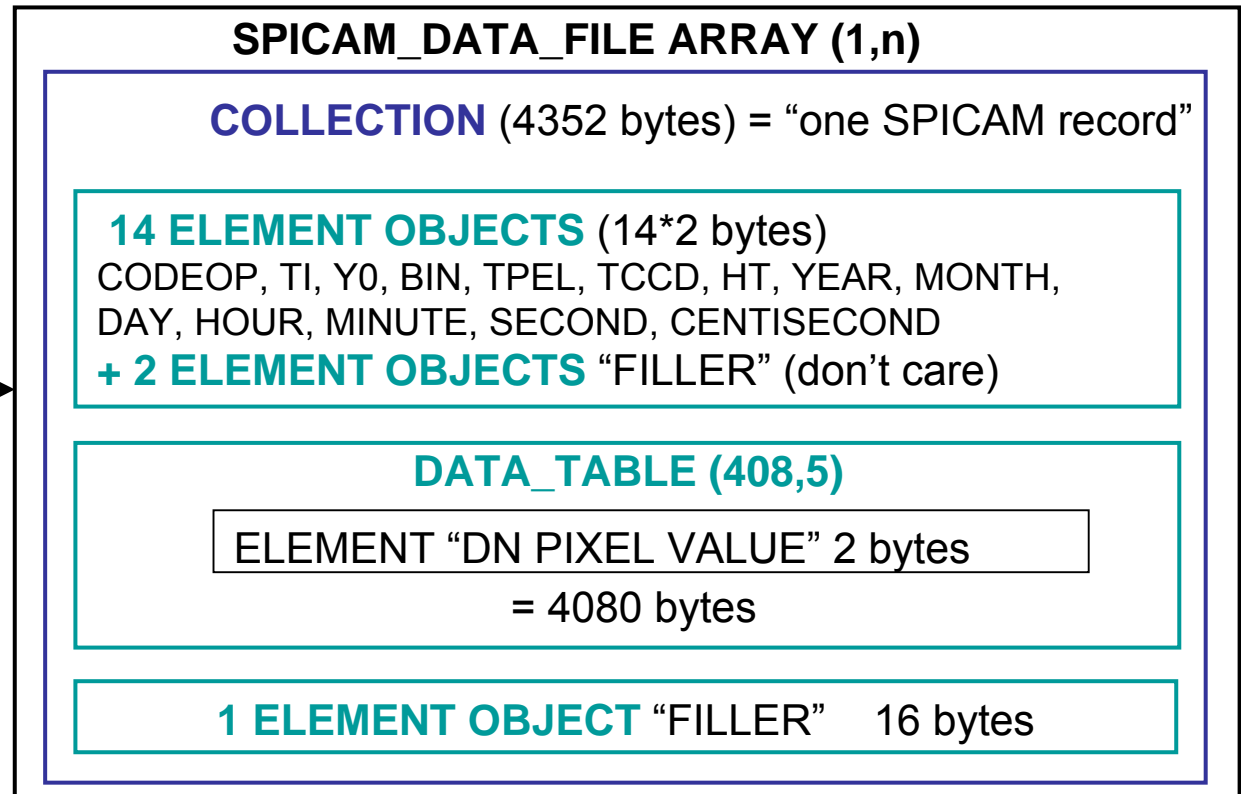 SPICAM_DATA_FILE ARRAY (1,n)
COLLECTION (4352 bytes) = “one SPICAM record”
14 ELEMENT OBJECTS (14*2 bytes)
CODEOP, TI, Y0, BIN, TPEL, TCCD, HT, YEAR, MONTH,
DAY, HOUR, MINUTE, SECOND, CENTISECOND
+ 2 ELEMENT OBJECTS “FILLER” (don’t care)
DATA_TABLE (408,5)
ELEMENT “DN PIXEL VALUE” 2 bytes
= 4080 bytes
1 ELEMENT OBJECT “FILLER” 16 bytes